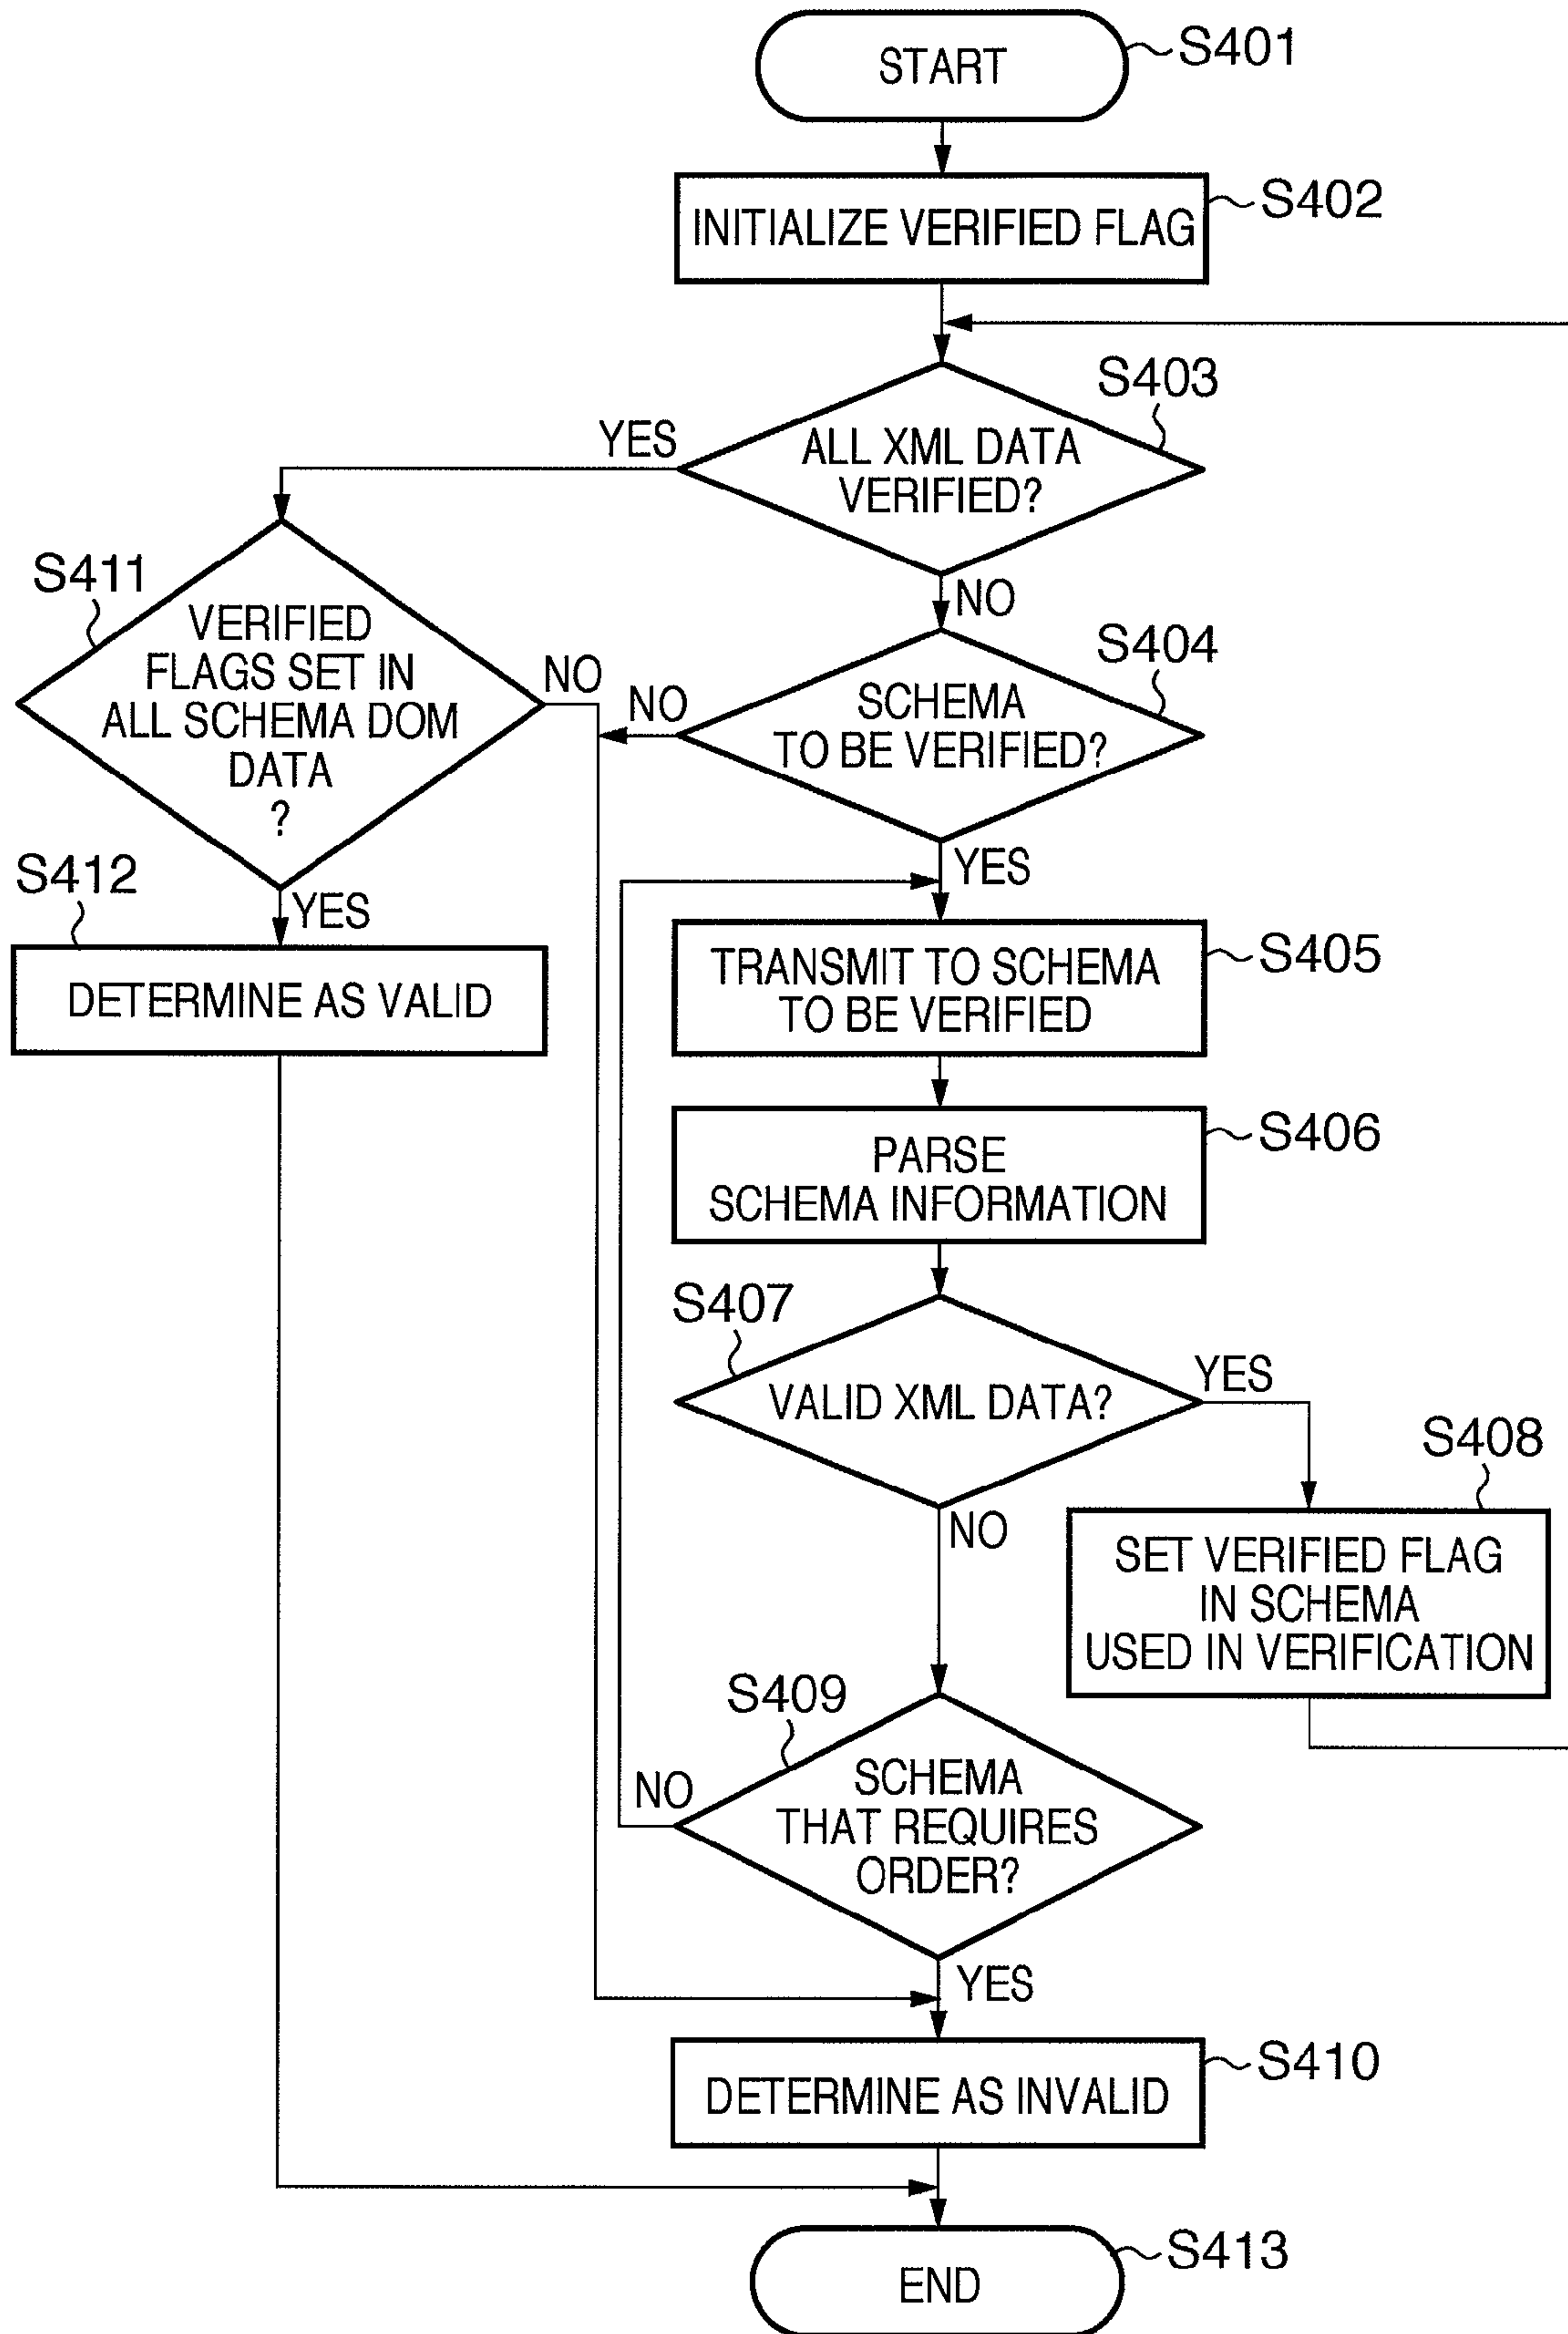 START
S401
INITIALIZE VERIFIED FLAG
S402
S403
ALL XML DATA
VERIFIED?
YES
NO
S411
VERIFIED
FLAGS SET IN
ALL SCHEMA DOM
DATA
?
NO
YES
S404
SCHEMA
TO BE VERIFIED?
NO
YES
S412
DETERMINE AS VALID
TRANSMIT TO SCHEMA
TO BE VERIFIED
S405
PARSE
SCHEMA INFORMATION
S406
S407
VALID XML DATA?
YES
NO
S408
SET VERIFIED FLAG
IN SCHEMA
USED IN VERIFICATION
S409
SCHEMA
THAT REQUIRES
ORDER?
NO
YES
DETERMINE AS INVALID
S410
END
S413